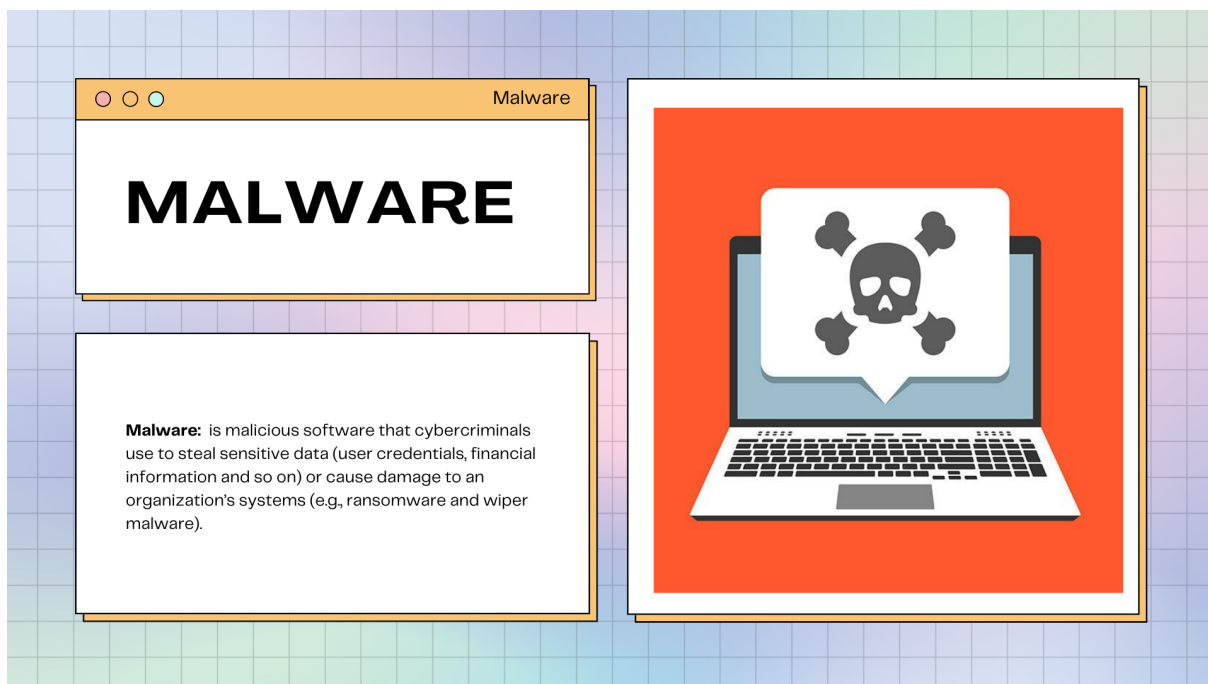 Malware
MALWARE
Malware: is malicious software that cybercriminals
use to steal sensitive data (user credentials, financial
information and so on) or cause damage to an
organization's systems (e.g., ransomware and wiper
malware).